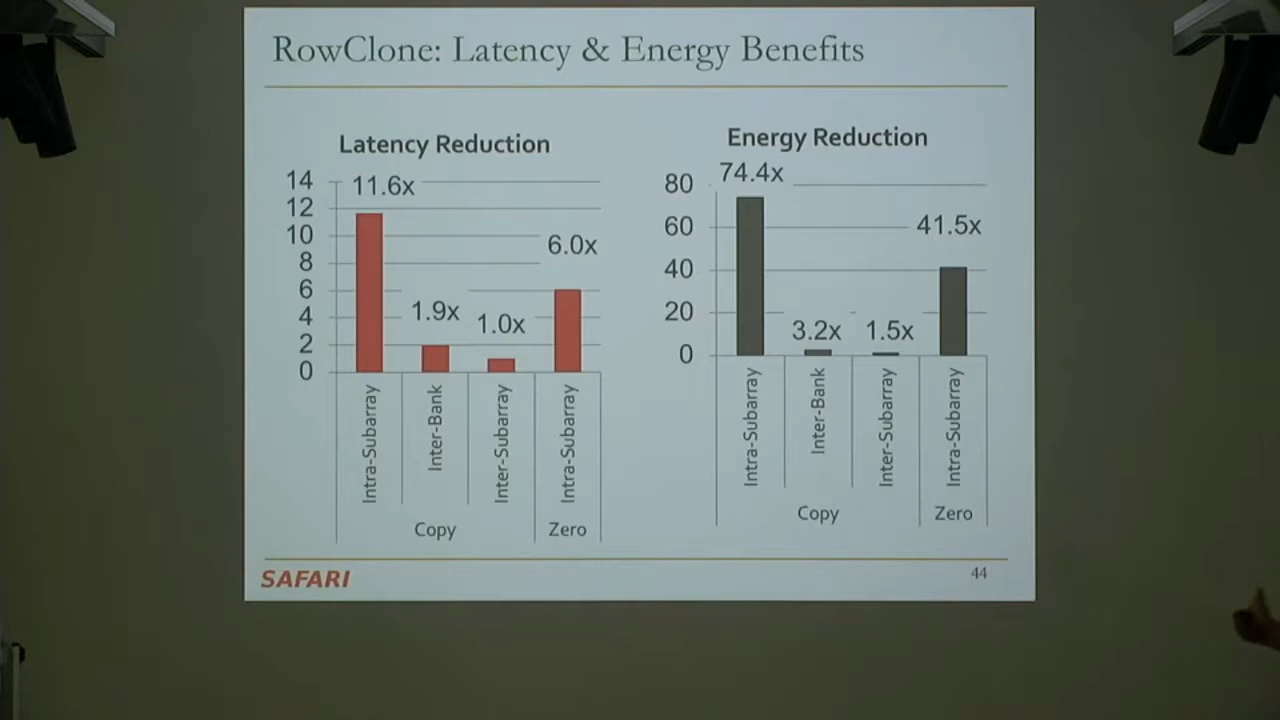 RowClone: Latency & Energy Benefits
Latency Reduction
14
12
10
8
6
4
2
0
11.6x
1.9x
1.0x
6.0x
Intra-Subarray
Inter-Bank
Inter-Subarray
Intra-Subarray
Copy
Zero
Energy Reduction
80
60
40
20
0
74.4x
3.2x
1.5x
41.5x
Intra-Subarray
Inter-Bank
Inter-Subarray
Intra-Subarray
Copy
Zero
SAFARI
44